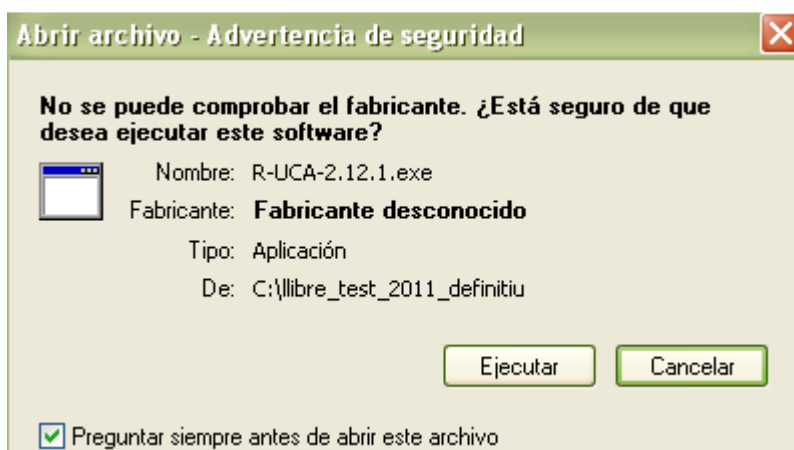 Abrir archivo - Advertencia de seguridad
No se puede comprobar el fabricante. ¿Está seguro de que
desea ejecutar este software?
Nombre: R-UCA-2.12.1.exe
Fabricante: Fabricante desconocido
Tipo: Aplicación
De: C:\llibre_test_2011_definitiu
Ejecutar Cancelar
Preguntar siempre antes de abrir este archivo